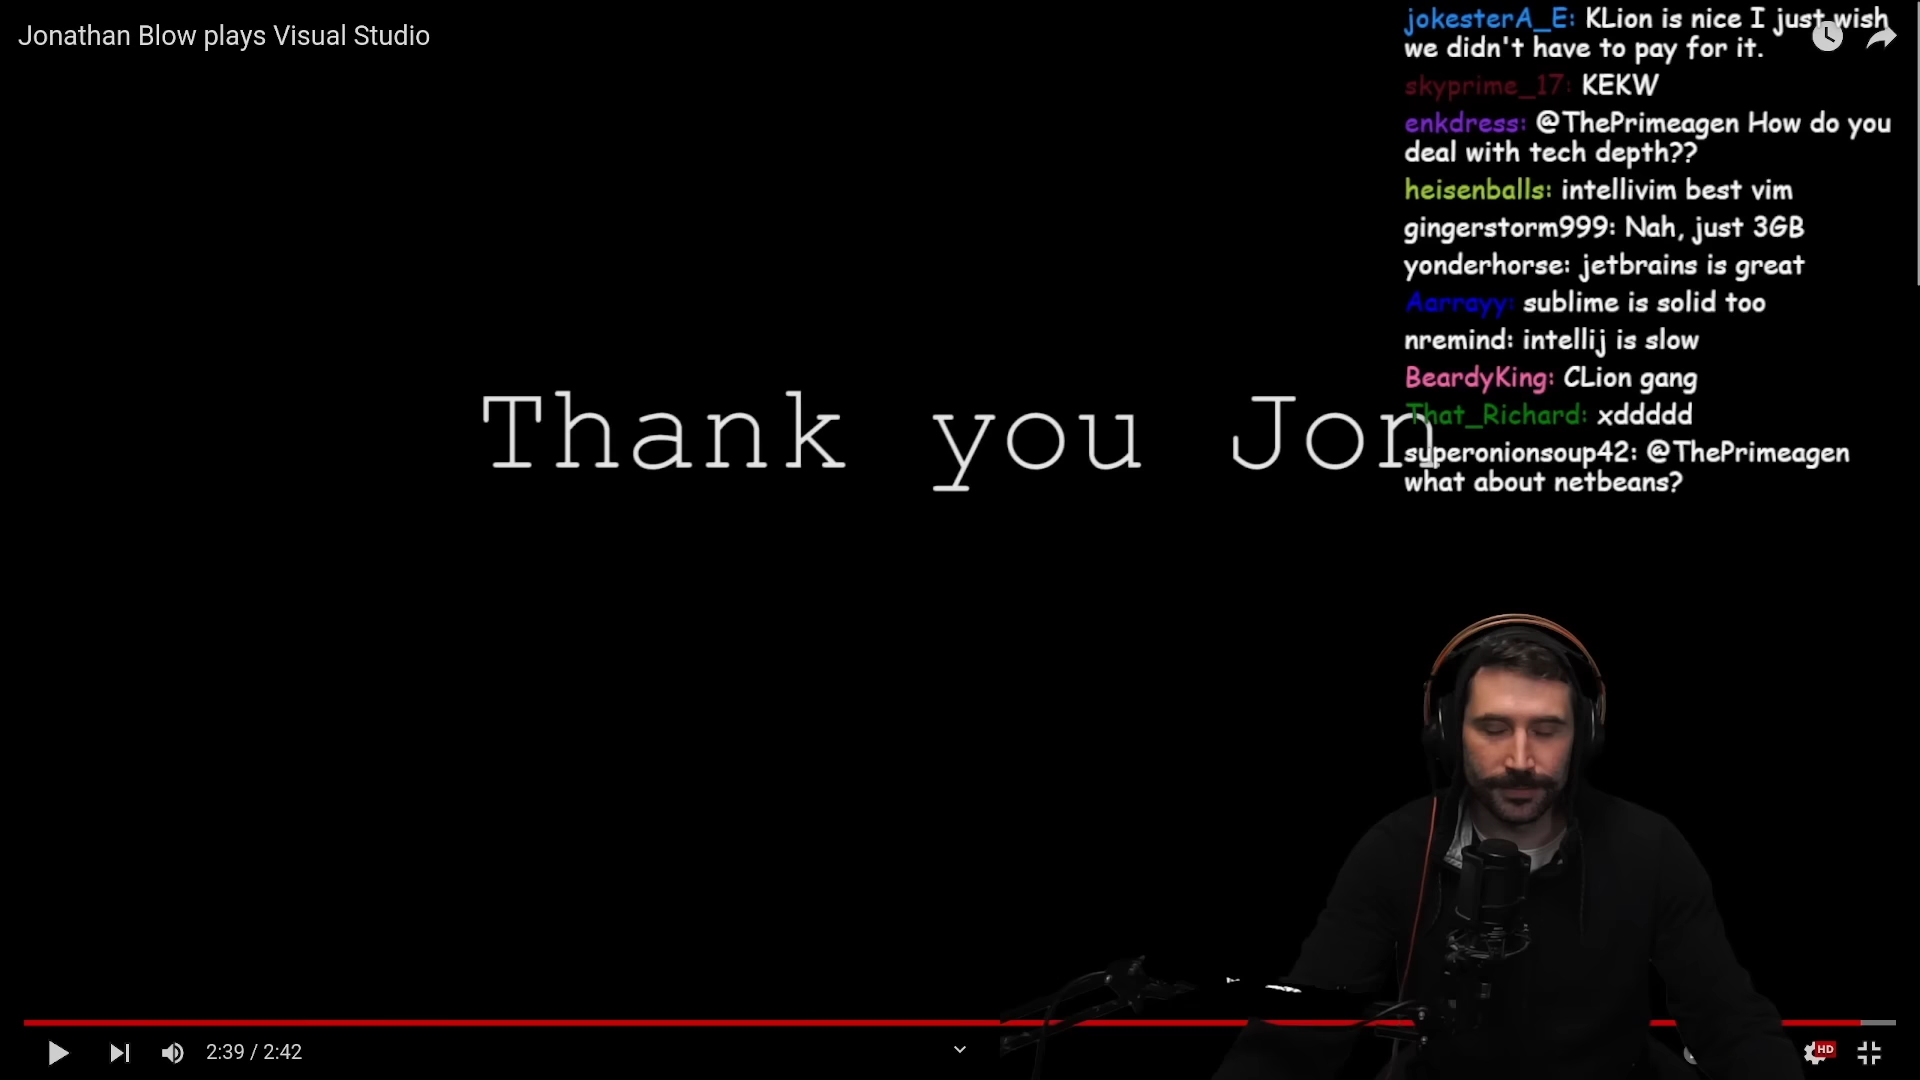 Jonathan Blow plays Visual Studio
jokesterA_E: KLion is nice I just wish
we didn't have to pay for it.
skyprime_17: KEKW
enkdress: @ThePrimeagen How do you
deal with tech depth??
heisenballs: intellivim best vim
gingerstorm999: Nah, just 3GB
yonderhorse: jetbrains is great
Aarrayy: sublime is solid too
nremind: intellij is slow
BeardyKing: CLion gang
That_Richard: xddddd
superonionsoup42: @ThePrimeagen
what about netbeans?
Thank you Jon
2:39 / 2:42
HD